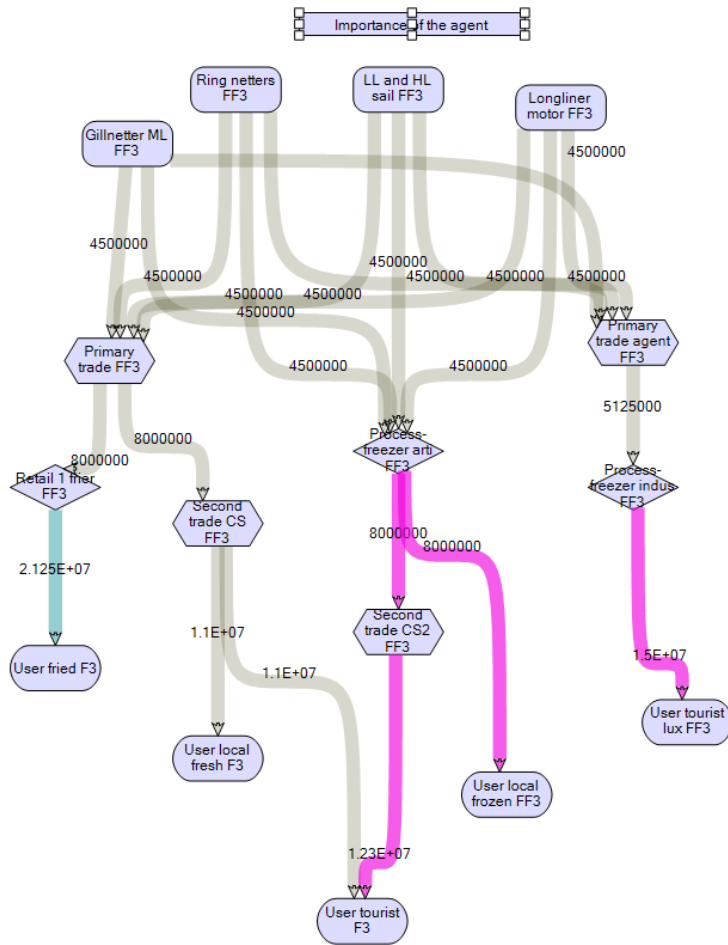 Importance of the agent
Ring netters
FF3
LL and HL
sail FF3
Longliner
motor FF3
Gillnetter ML
FF3
4500000
4500000
4500000
4500000
4500000
4500000
4500000
4500000
4500000
4500000
4500000
4500000
Primary
trade FF3
Primary
trade agent
FF3
5125000
8000000
8000000
Process-
freezer arti
FF3
Retail 1 frier
FF3
Process-
freezer indus
FF3
Second
trade CS
FF3
8000000
8000000
2.125E+07
Second
trade CS2
FF3
1.1E+07
1.1E+07
1.5E+07
User fried F3
User tourist
lux FF3
User local
fresh F3
User local
frozen FF3
1.23E+07
User tourist
F3